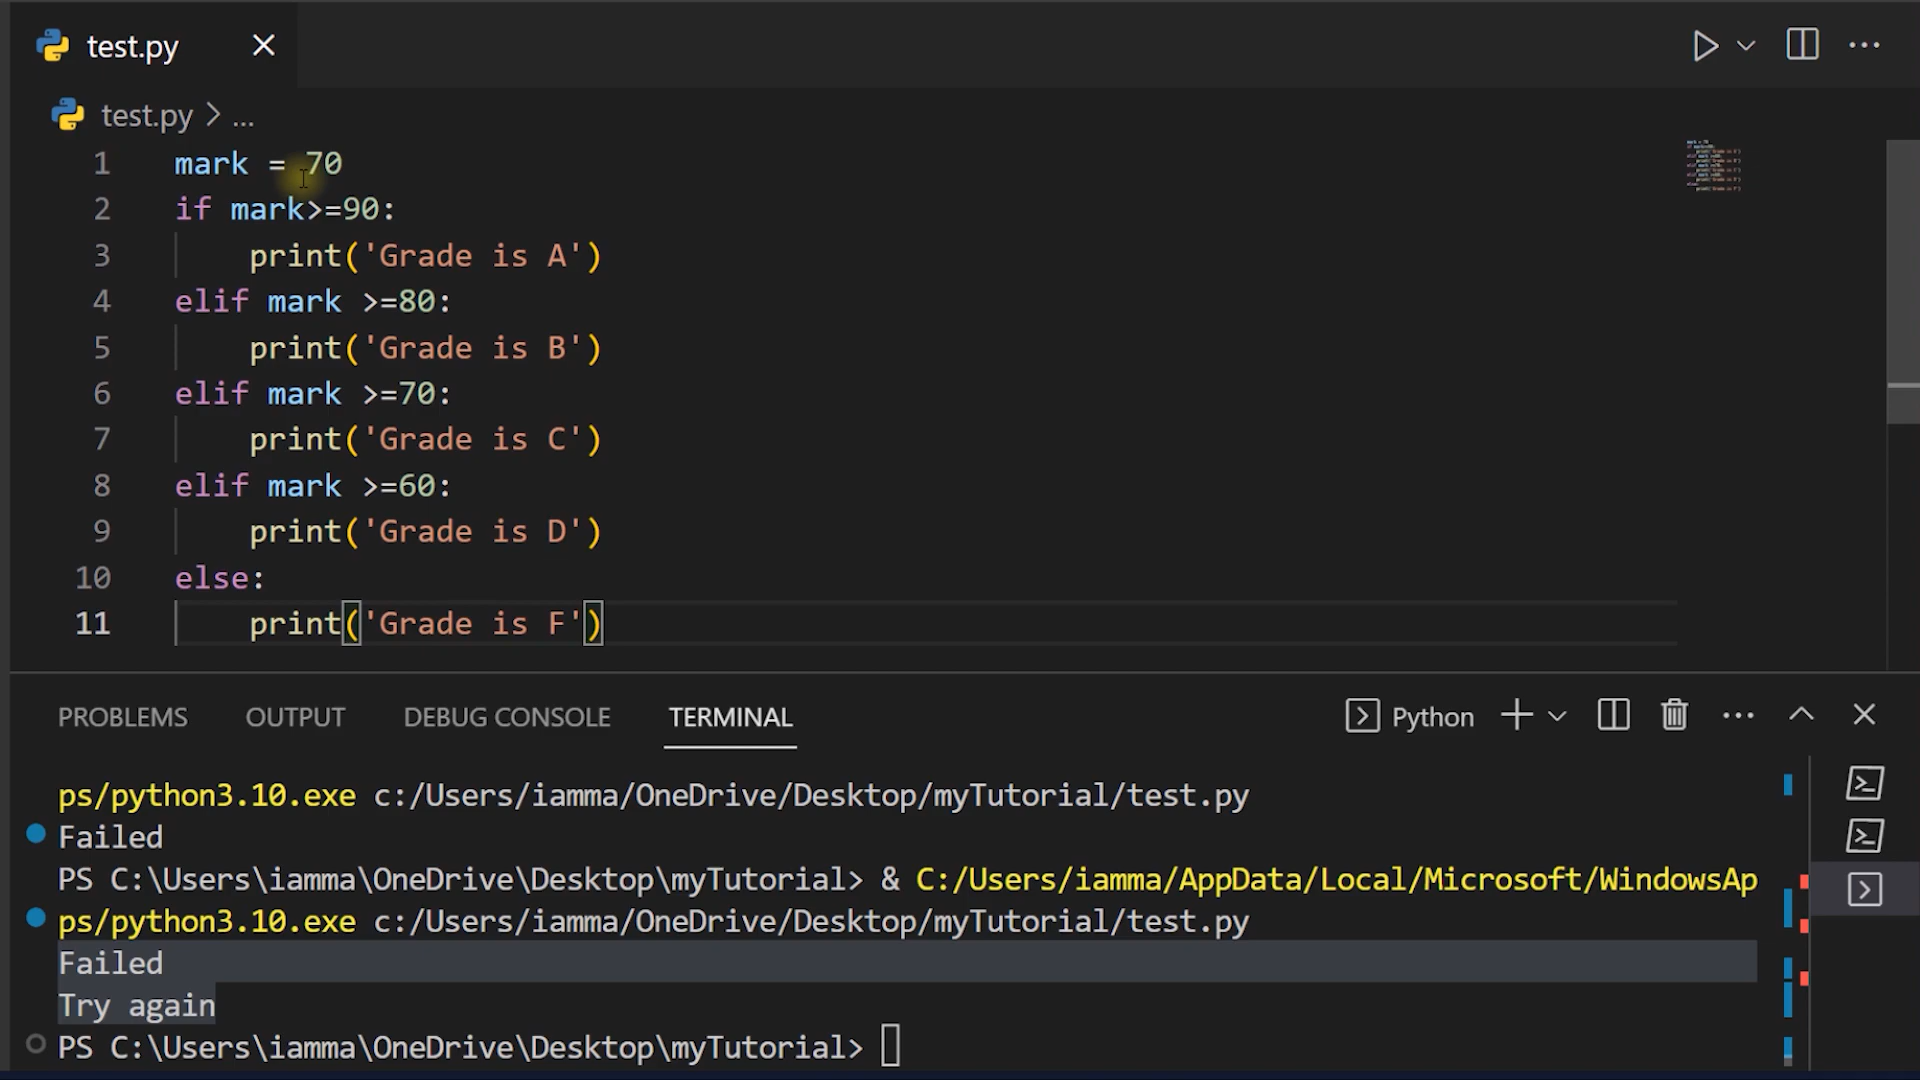 test.py
test.py > ...
1 mark = 70
2 if mark>=90:
3     print('Grade is A')
4 elif mark >=80:
5     print('Grade is B')
6 elif mark >=70:
7     print('Grade is C')
8 elif mark >=60:
9     print('Grade is D')
10 else:
11     print('Grade is F')
PROBLEMS OUTPUT DEBUG CONSOLE TERMINAL Python
ps/python3.10.exe c:/Users/iamma/OneDrive/Desktop/myTutorial/test.py
Failed
PS C:\Users\iamma\OneDrive\Desktop\myTutorial> & C:/Users/iamma/AppData/Local/Microsoft/WindowsAp
ps/python3.10.exe c:/Users/iamma/OneDrive/Desktop/myTutorial/test.py
Failed
Try again
PS C:\Users\iamma\OneDrive\Desktop\myTutorial>